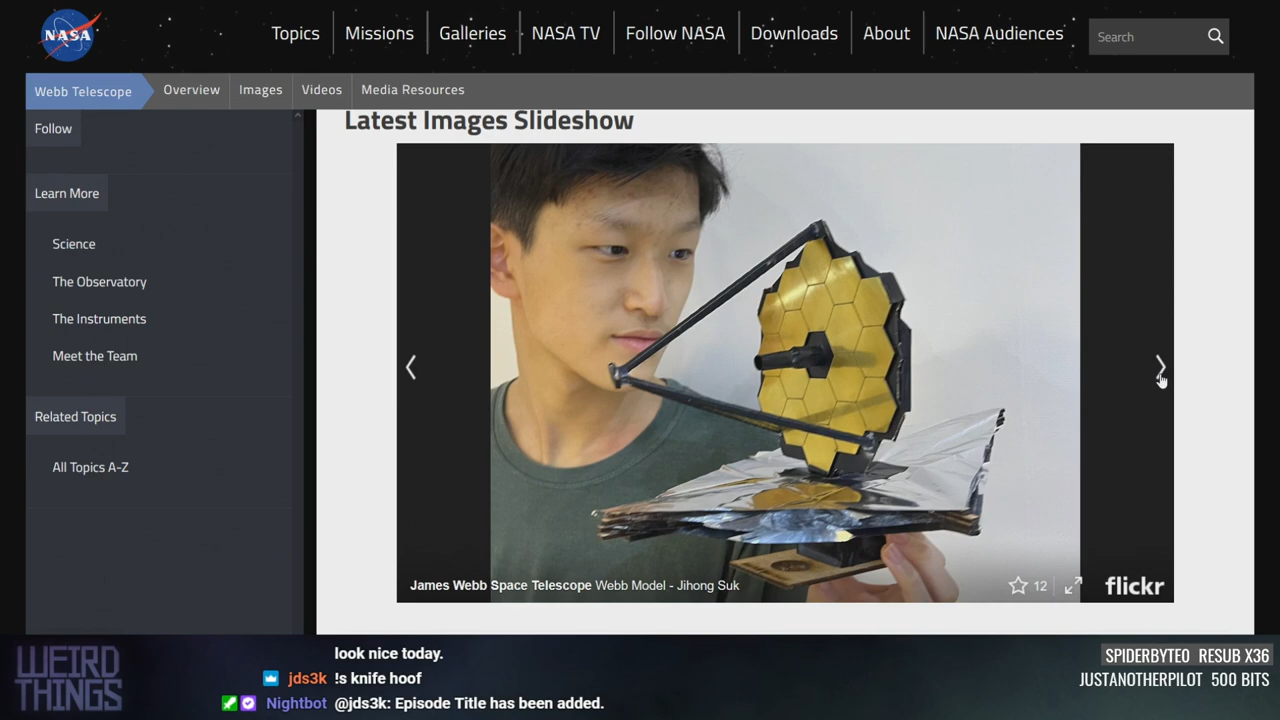 NASA
Topics
Missions
Galleries
NASA TV
Follow NASA
Downloads
About
NASA Audiences
Search
Webb Telescope
Overview
Images
Videos
Media Resources
Follow
Learn More
Science
The Observatory
The Instruments
Meet the Team
Related Topics
All Topics A-Z
Latest Images Slideshow
James Webb Space Telescope Webb Model - Jihong Suk
12
flickr
WEIRD
THINGS
look nice today.
jds3k !s knife hoof
Nightbot @jds3k: Episode Title has been added.
SPIDERBYTE0 RESUB X36
JUSTANOTHERPILOT 500 BITS